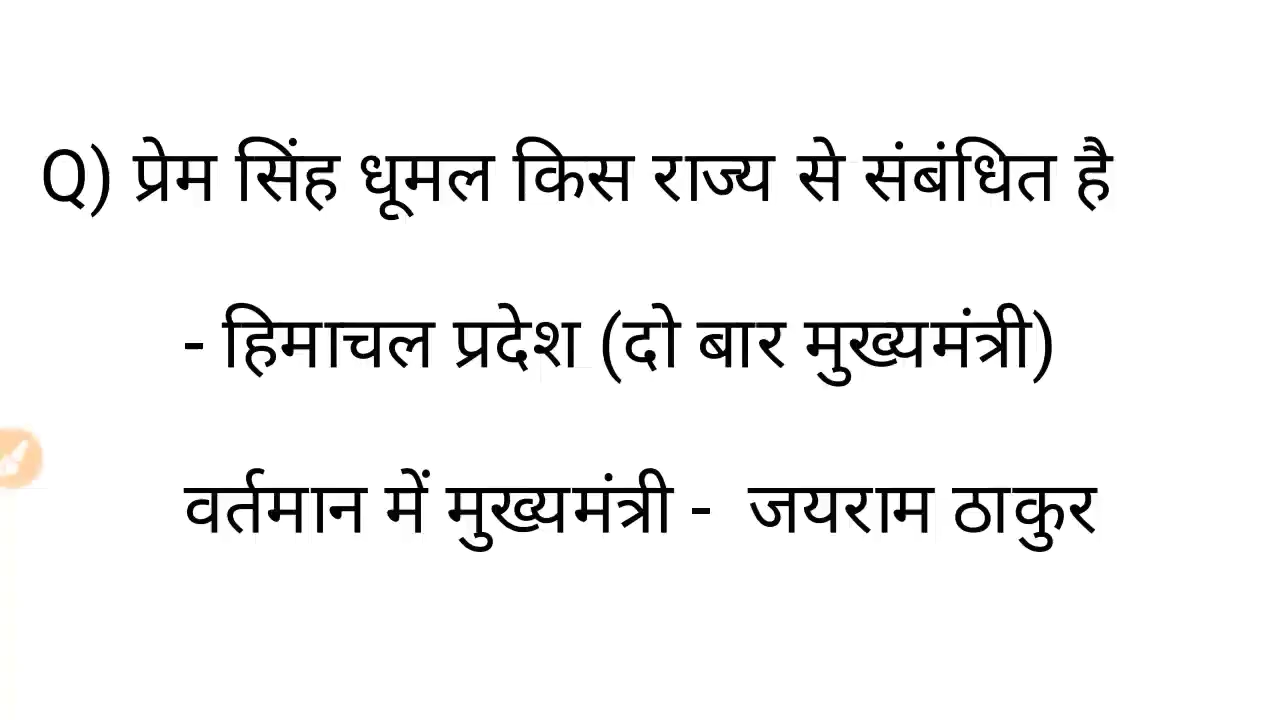 Q) प्रेम सिंह धूमल किस राज्य से संबंधित है
- हिमाचल प्रदेश (दो बार मुख्यमंत्री)
वर्तमान में मुख्यमंत्री - जयराम ठाकुर